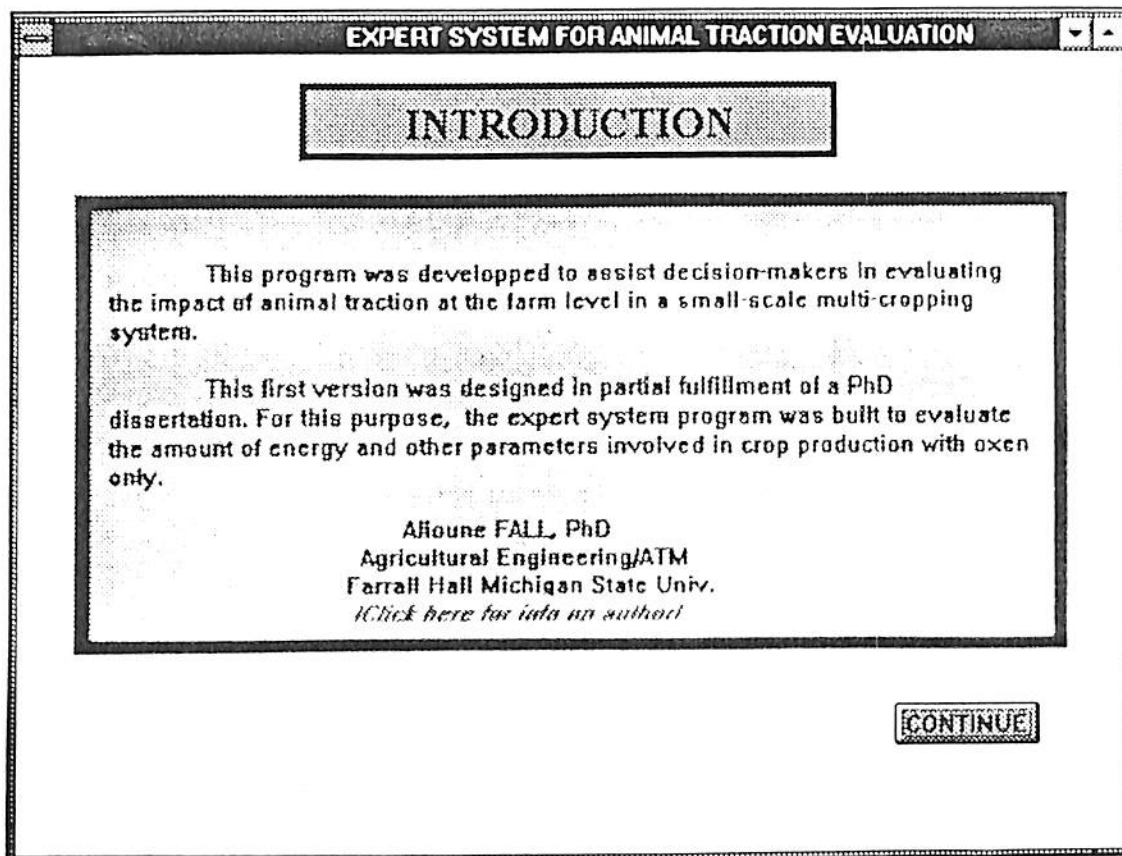 EXPERT SYSTEM FOR ANIMAL TRACTION EVALUATION
INTRODUCTION
This program was developped to assist decision-makers in evaluating
the impact of animal traction at the farm level in a small-scale multi-cropping
system.
This first version was designed in partial fulfillment of a PhD
dissertation. For this purpose, the expert system program was built to evaluate
the amount of energy and other parameters involved in crop production with oxen
only.
Alioune FALL, PhD
Agricultural Engineering/ATM
Farrall Hall Michigan State Univ.
(Click here for info on author)
CONTINUE